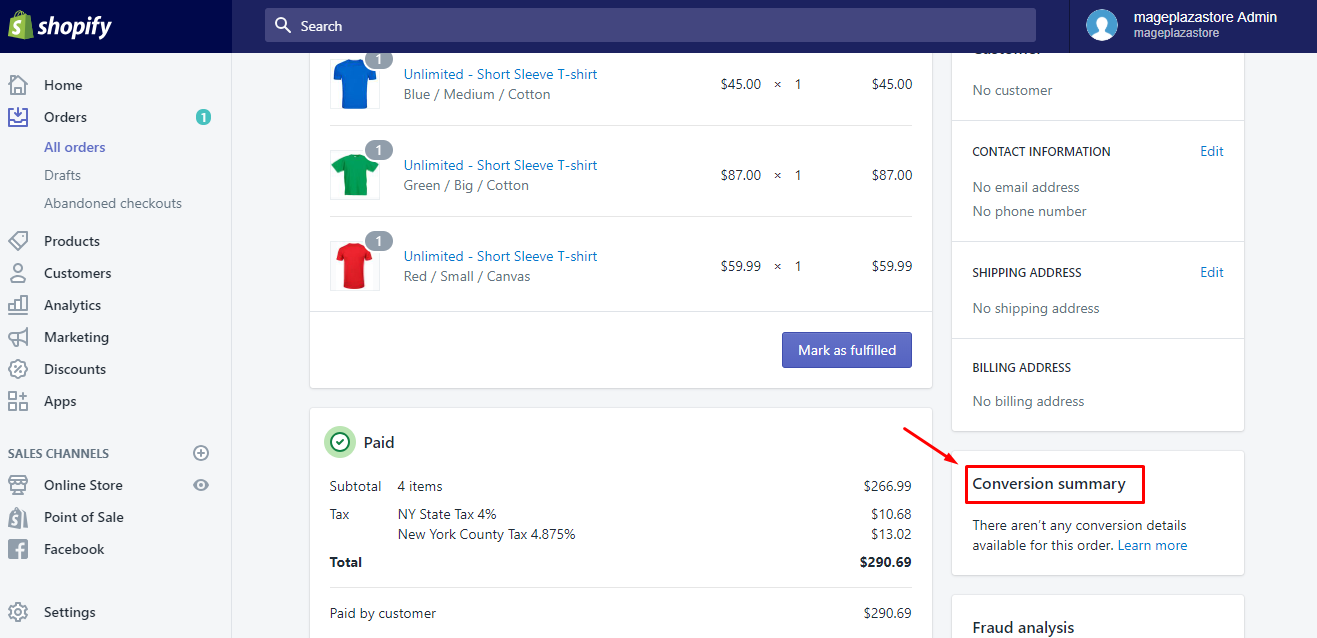 shopify
Search
mageplazastore Admin
mageplazastore
Home
Orders 1
All orders
Drafts
Abandoned checkouts
Products
Customers
Analytics
Marketing
Discounts
Apps
SALES CHANNELS
Online Store
Point of Sale
Facebook
Settings
1
Unlimited - Short Sleeve T-shirt
Blue / Medium / Cotton
$45.00 × 1 $45.00
1
Unlimited - Short Sleeve T-shirt
Green / Big / Cotton
$87.00 × 1 $87.00
1
Unlimited - Short Sleeve T-shirt
Red / Small / Canvas
$59.99 × 1 $59.99
Mark as fulfilled
Paid
Subtotal 4 items $266.99
Tax NY State Tax 4% $10.68
New York County Tax 4.875% $13.02
Total $290.69
Paid by customer $290.69
Customer
No customer
CONTACT INFORMATION Edit
No email address
No phone number
SHIPPING ADDRESS Edit
No shipping address
BILLING ADDRESS
No billing address
Conversion summary
There aren't any conversion details
available for this order. Learn more
Fraud analysis